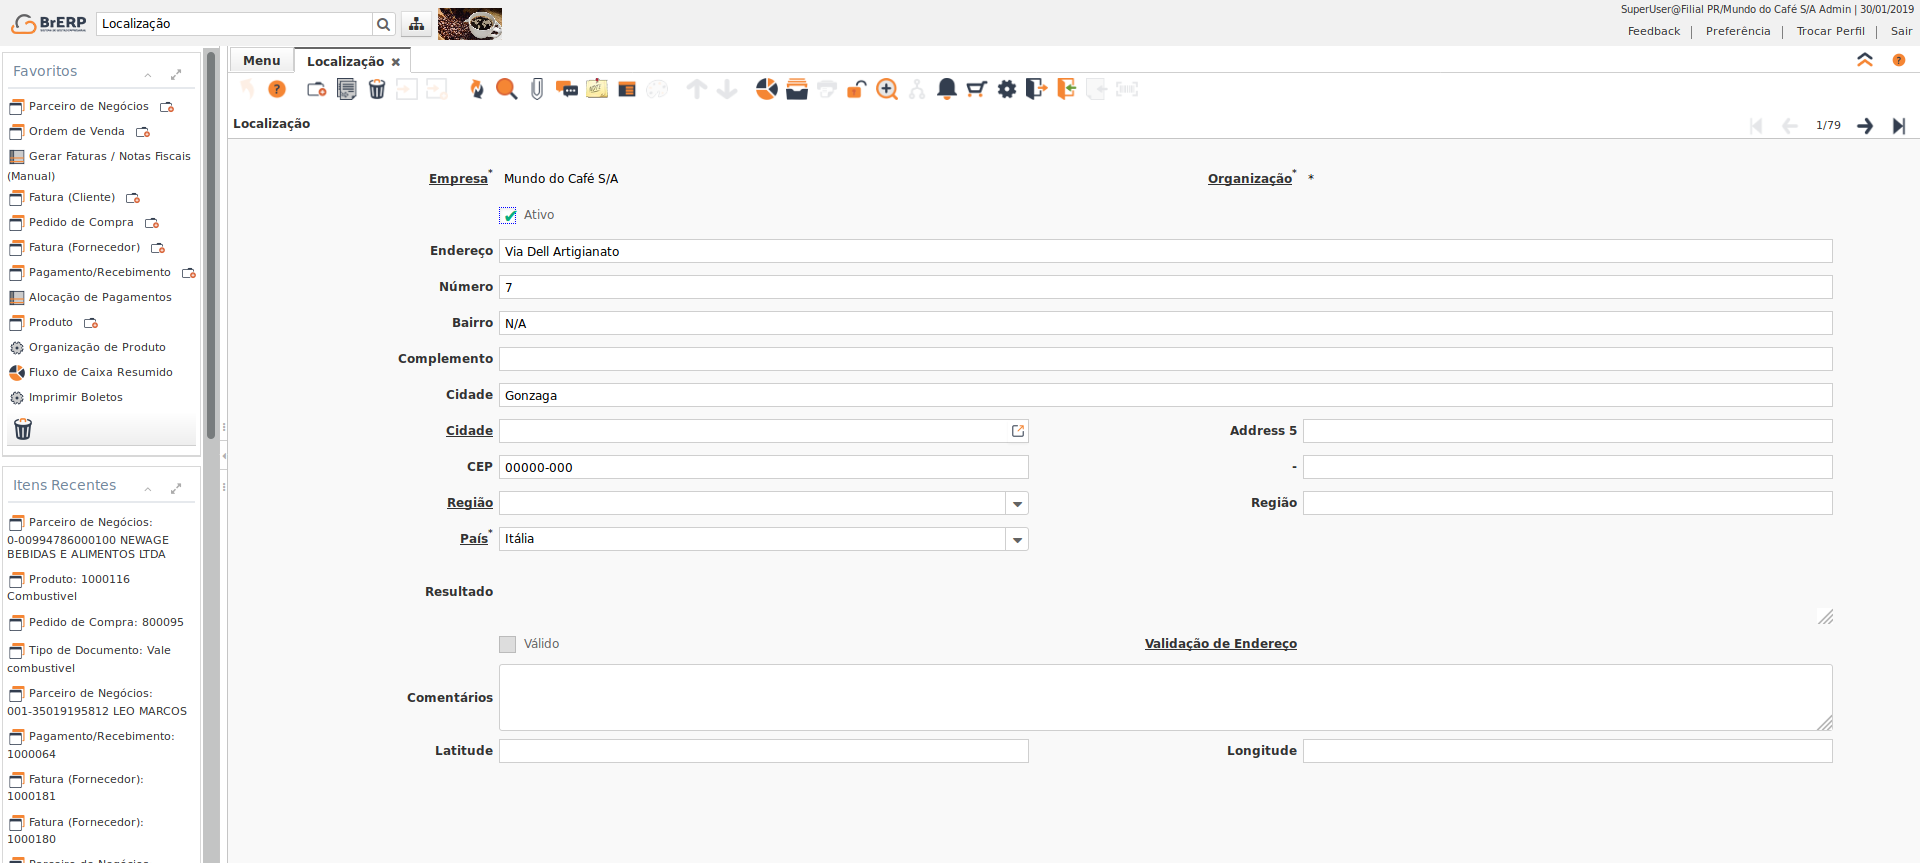 BrERP
Localização
SuperUser@Filial PR/Mundo do Café S/A Admin | 30/01/2019
Feedback | Preferência | Trocar Perfil | Sair
Favoritos
Parceiro de Negócios
Ordem de Venda
Gerar Faturas / Notas Fiscais
(Manual)
Fatura (Cliente)
Pedido de Compra
Fatura (Fornecedor)
Pagamento/Recebimento
Alocação de Pagamentos
Produto
Organização de Produto
Fluxo de Caixa Resumido
Imprimir Boletos
Itens Recentes
Parceiro de Negócios:
0-00994786000100 NEWAGE
BEBIDAS E ALIMENTOS LTDA
Produto: 1000116
Combustivel
Pedido de Compra: 800095
Tipo de Documento: Vale
combustivel
Parceiro de Negócios:
001-35019195812 LEO MARCOS
Pagamento/Recebimento:
1000064
Fatura (Fornecedor):
1000181
Fatura (Fornecedor):
1000180
Parceiro de Negócios
Menu
Localização
Localização
1/79
Empresa* Mundo do Café S/A
Organização* *
Ativo
Endereço Via Dell Artigianato
Número 7
Bairro N/A
Complemento
Cidade Gonzaga
Cidade
Address 5
CEP 00000-000
-
Região
Região
País* Itália
Resultado
Válido
Validação de Endereço
Comentários
Latitude
Longitude